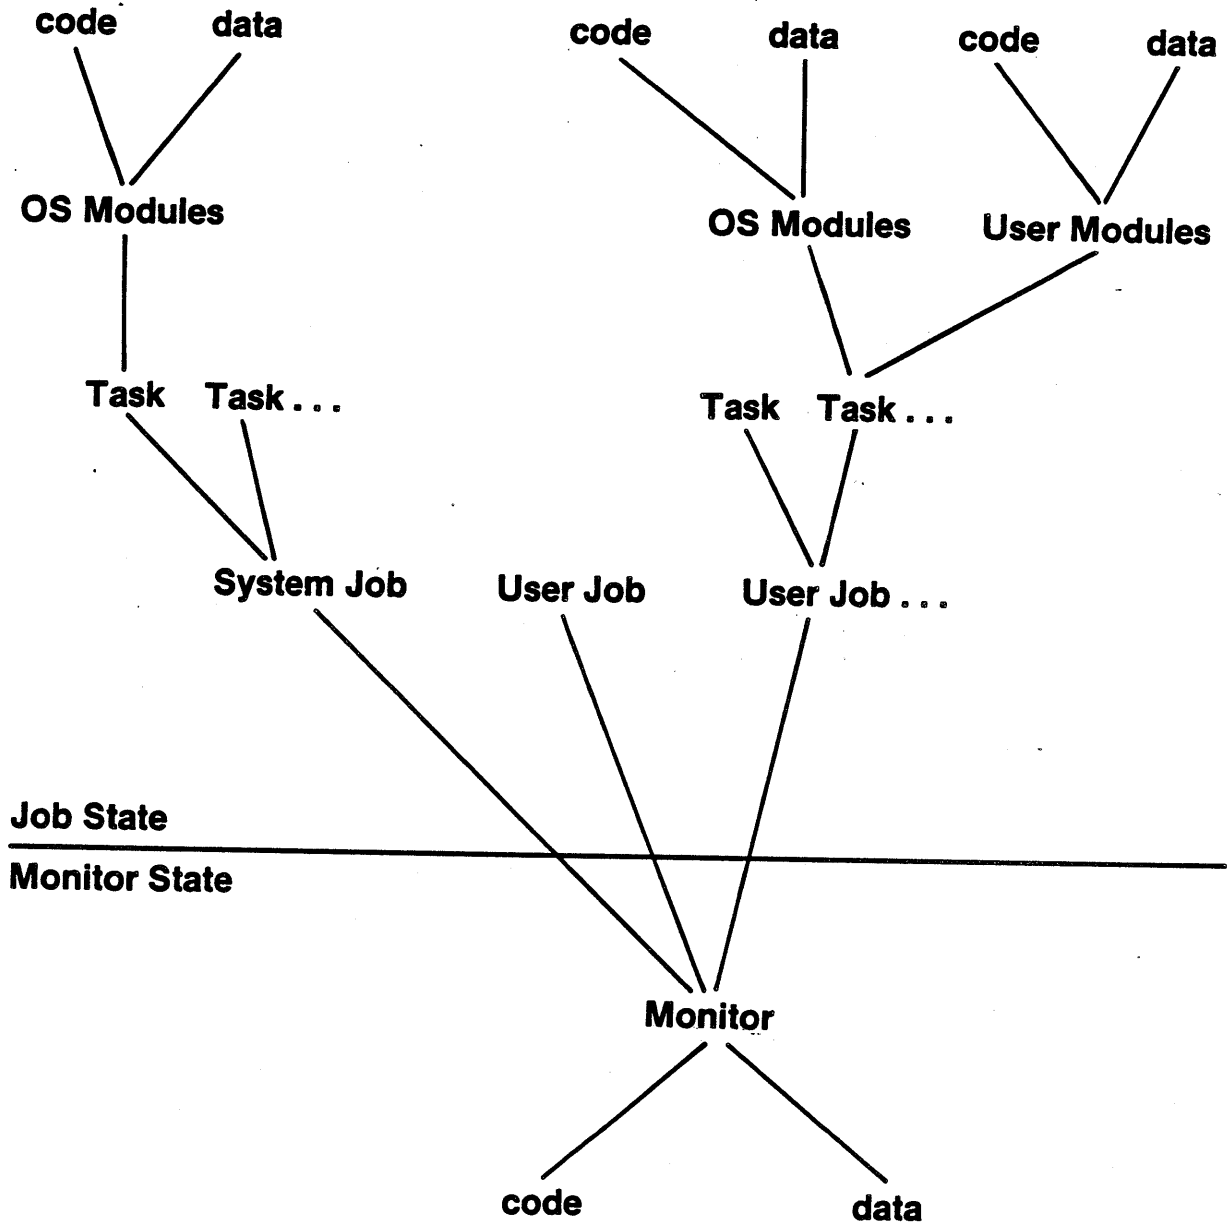 code data code data code data
OS Modules OS Modules User Modules
Task Task... Task Task...
System Job User Job User Job...
Job State
Monitor State
Monitor
code data